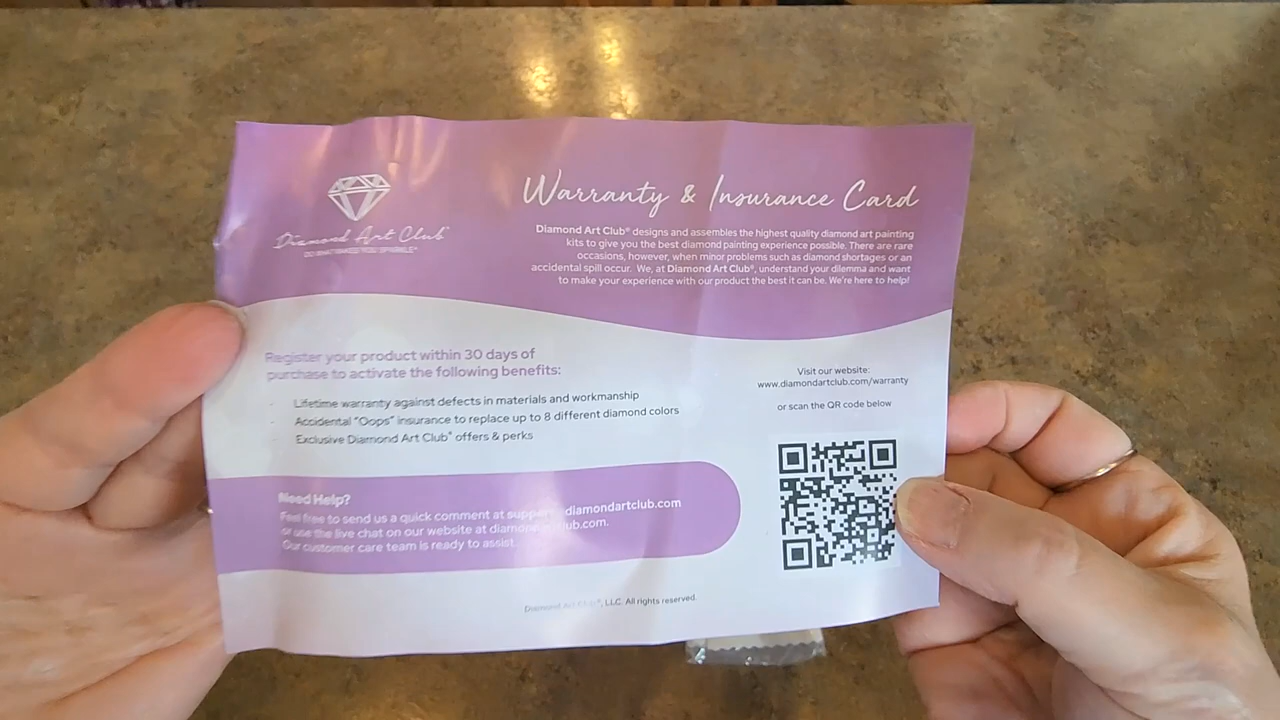 Diamond Art Club®
DO WHAT MAKES YOU SPARKLE™
Warranty & Insurance Card
Diamond Art Club® designs and assembles the highest quality diamond art painting
kits to give you the best diamond painting experience possible. There are rare
occasions, however, when minor problems such as diamond shortages or an
accidental spill occur. We, at Diamond Art Club®, understand your dilemma and want
to make your experience with our product the best it can be. We're here to help!
Register your product within 30 days of
purchase to activate the following benefits:
- Lifetime warranty against defects in materials and workmanship
- Accidental "Oops" insurance to replace up to 8 different diamond colors
- Exclusive Diamond Art Club® offers & perks
Visit our website:
www.diamondartclub.com/warranty
or scan the QR code below
Need Help?
Feel free to send us a quick comment at diamondartclub.com
or use the live chat on our website at
Our customer care team is ready to assist.
Diamond Art Club®, LLC. All rights reserved.